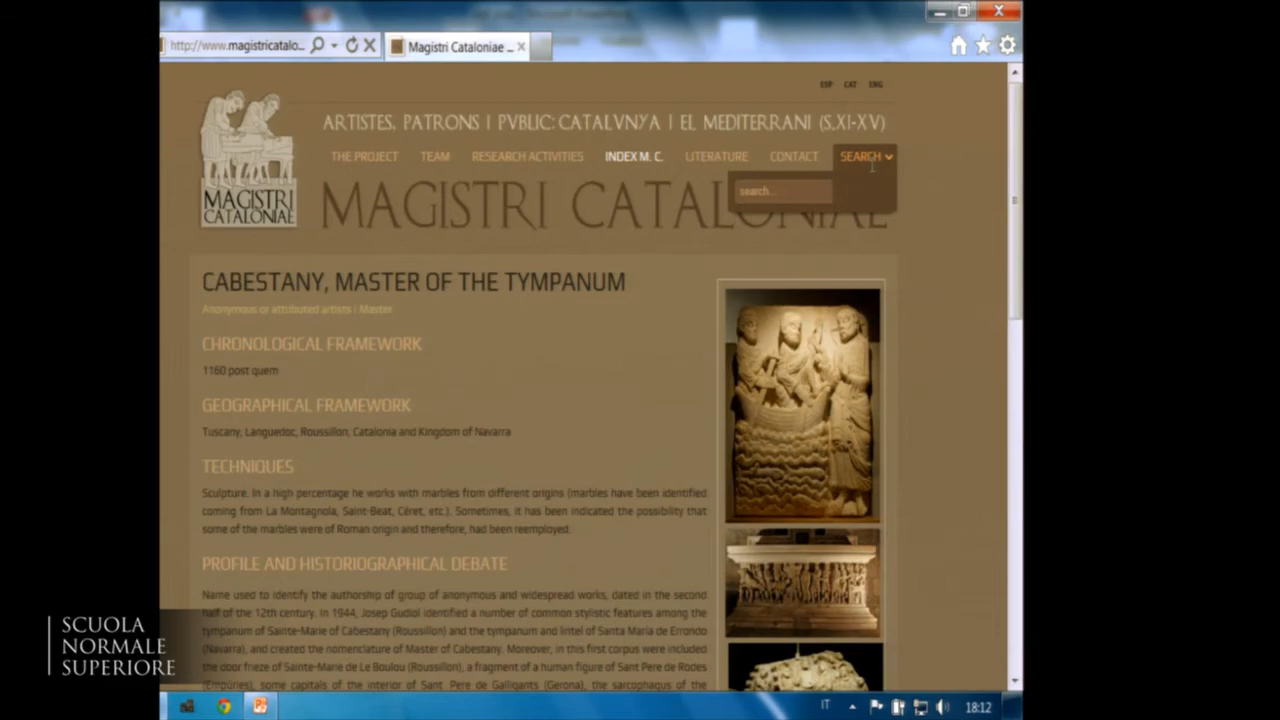 http://www.magistricatalo...
Magistri Cataloniae ...
ESP CAT ENG
ARTISTES, PATRONS I PVBLIC: CATALVNYA I EL MEDITERRANI (S.XI-XV)
THE PROJECT TEAM RESEARCH ACTIVITIES INDEX M. C. LITERATURE CONTACT SEARCH
search...
MAGISTRI CATALONIAE
MAGISTRI
CATALONIAE
CABESTANY, MASTER OF THE TYMPANUM
Anonymous or attributed artists | Master
CHRONOLOGICAL FRAMEWORK
1160 post quem
GEOGRAPHICAL FRAMEWORK
Tuscany, Languedoc, Roussillon, Catalonia and Kingdom of Navarra
TECHNIQUES
Sculpture. In a high percentage he works with marbles from different origins (marbles have been identified
coming from La Montagnola, Saint-Beat, Céret, etc.). Sometimes, it has been indicated the possibility that
some of the marbles were of Roman origin and therefore, had been reemployed.
PROFILE AND HISTORIOGRAPHICAL DEBATE
Name used to identify the authorship of group of anonymous and widespread works, dated in the second
half of the 12th century. In 1944, Josep Gudiol identified a number of common stylistic features among the
tympanum of Sainte-Marie of Cabestany (Roussillon) and the tympanum and lintel of Santa María de Errondo
(Navarra), and created the nomenclature of Master of Cabestany. Moreover, in this first corpus were included
the door frieze of Sainte-Marie de Le Boulou (Roussillon), a fragment of a human figure of Sant Pere de Rodes
(Empúries), some capitals of the interior of Sant Pere de Galligants (Gerona), the sarcophagus of the
SCUOLA
NORMALE
SUPERIORE
IT 18:12